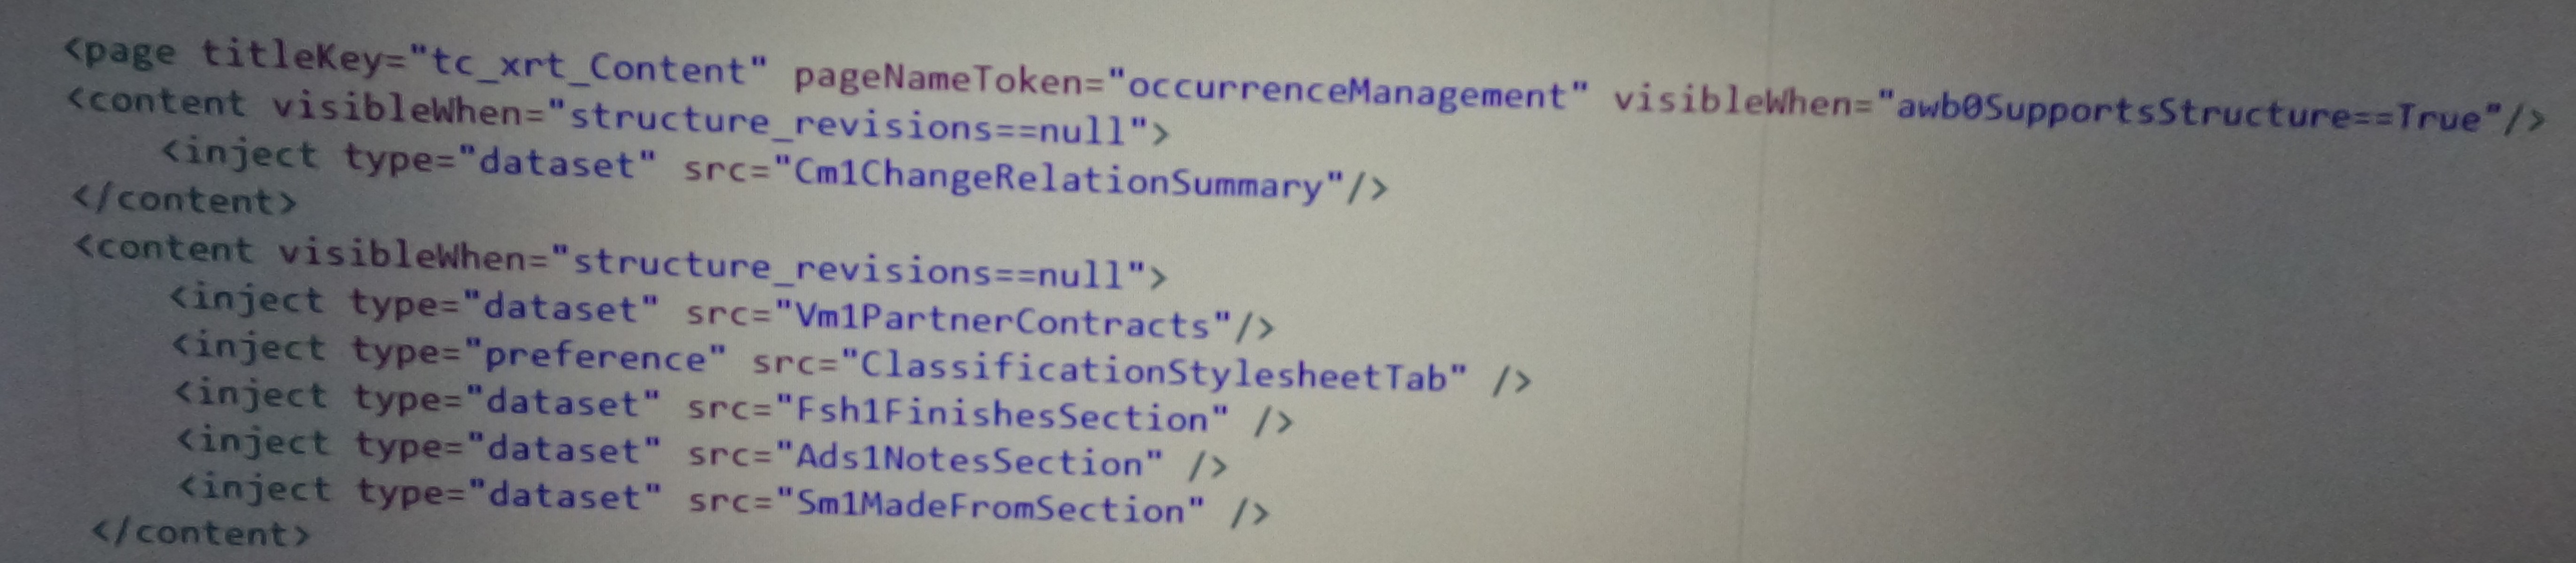 <page titleKey="tc_xrt_Content" pageNameToken="occurrenceManagement" visibleWhen="awb0SupportsStructure==True"/>
<content visibleWhen="structure_revisions==null">
<inject type="dataset" src="Cm1ChangeRelationSummary"/>
</content>
<content visibleWhen="structure_revisions==null">
<inject type="dataset" src="Vm1PartnerContracts"/>
<inject type="preference" src="ClassificationStylesheetTab" />
<inject type="dataset" src="Fsh1FinishesSection" />
<inject type="dataset" src="Ads1NotesSection" />
<inject type="dataset" src="Sm1MadeFromSection" />
</content>